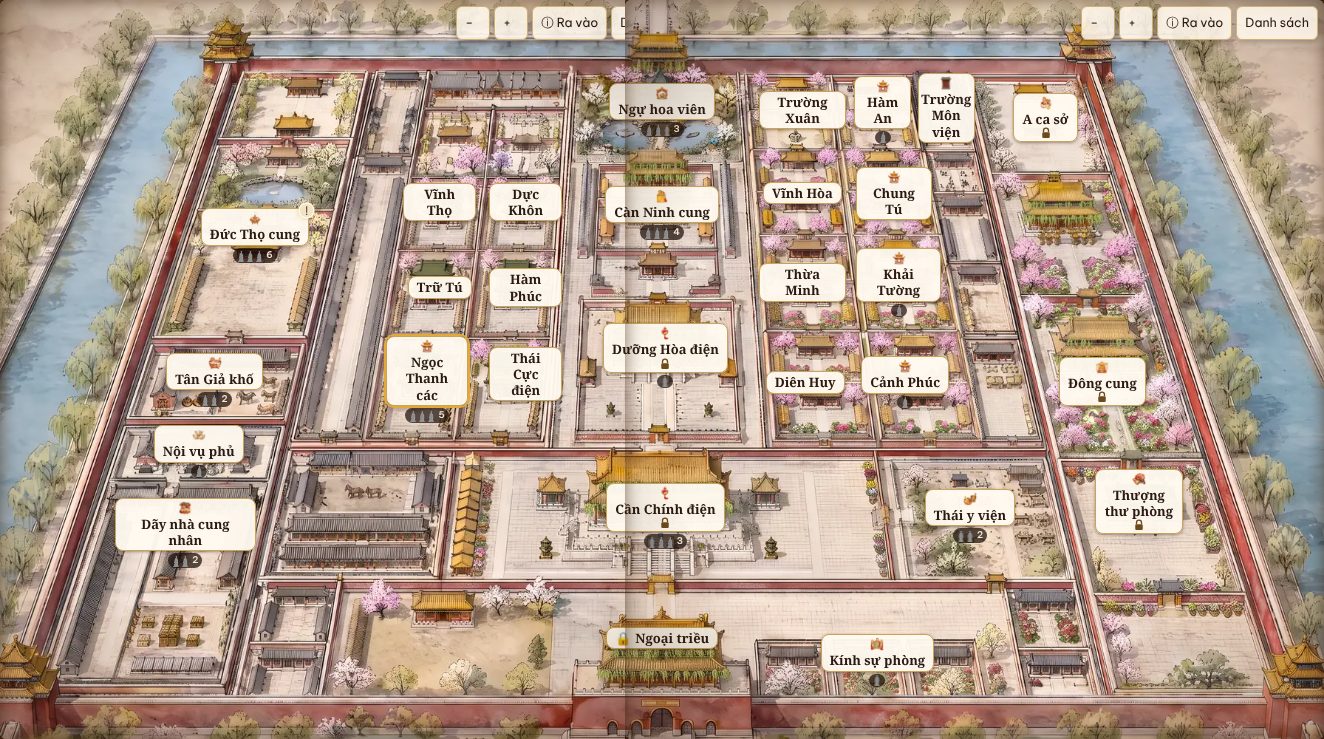 −
+
ⓘ Ra vào
D
−
+
ⓘ Ra vào
Danh sách
Ngự hoa viên
3
Trường
Xuân
Hàm
An
Trường
Môn
viện
A ca sở
Vĩnh
Thọ
Dực
Khôn
Càn Ninh cung
4
Vĩnh Hòa
Chung
Tú
!
Đức Thọ cung
6
Trữ Tú
Hàm
Phúc
Thừa
Minh
Khải
Tường
Ngọc
Thanh
các
5
Thái
Cực
điện
Dưỡng Hòa điện
Diên Huy
Cảnh Phúc
Đông cung
Tân Giả khố
2
Nội vụ phủ
Dãy nhà cung
nhân
2
Cần Chính điện
3
Thái y viện
2
Thượng
thư phòng
Ngoại triều
Kính sự phòng